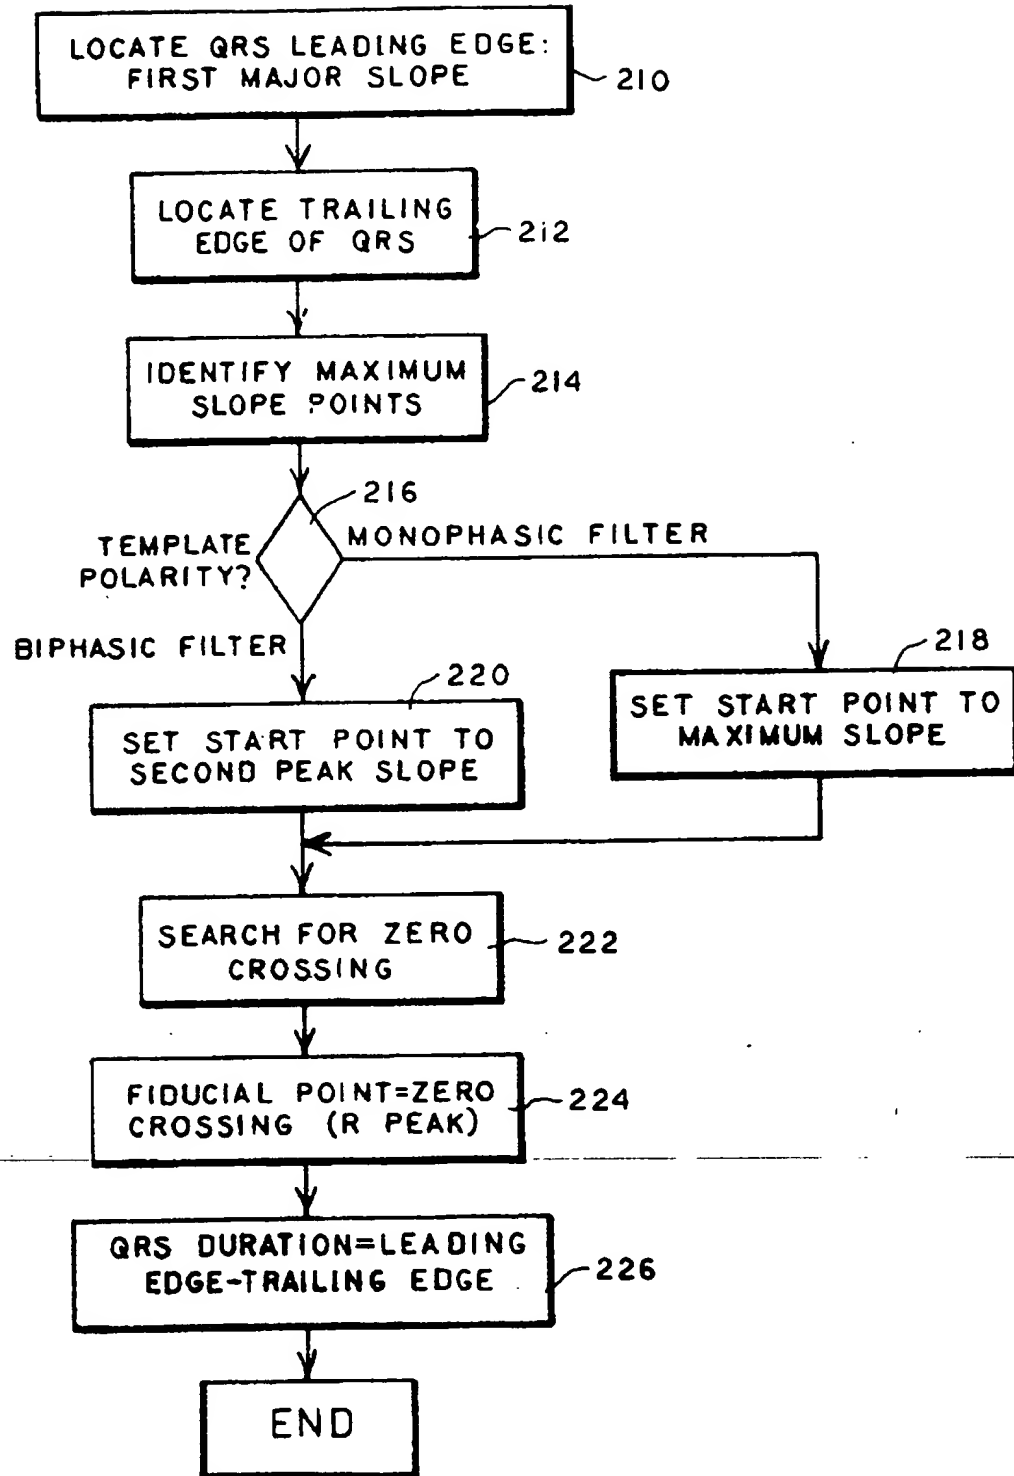 LOCATE QRS LEADING EDGE:
FIRST MAJOR SLOPE
210
LOCATE TRAILING
EDGE OF QRS
212
IDENTIFY MAXIMUM
SLOPE POINTS
214
216
TEMPLATE
POLARITY?
MONOPHASIC FILTER
BIPHASIC FILTER
218
SET START POINT TO
MAXIMUM SLOPE
220
SET START POINT TO
SECOND PEAK SLOPE
SEARCH FOR ZERO
CROSSING
222
FIDUCIAL POINT=ZERO
CROSSING (R PEAK)
224
QRS DURATION=LEADING
EDGE-TRAILING EDGE
226
END